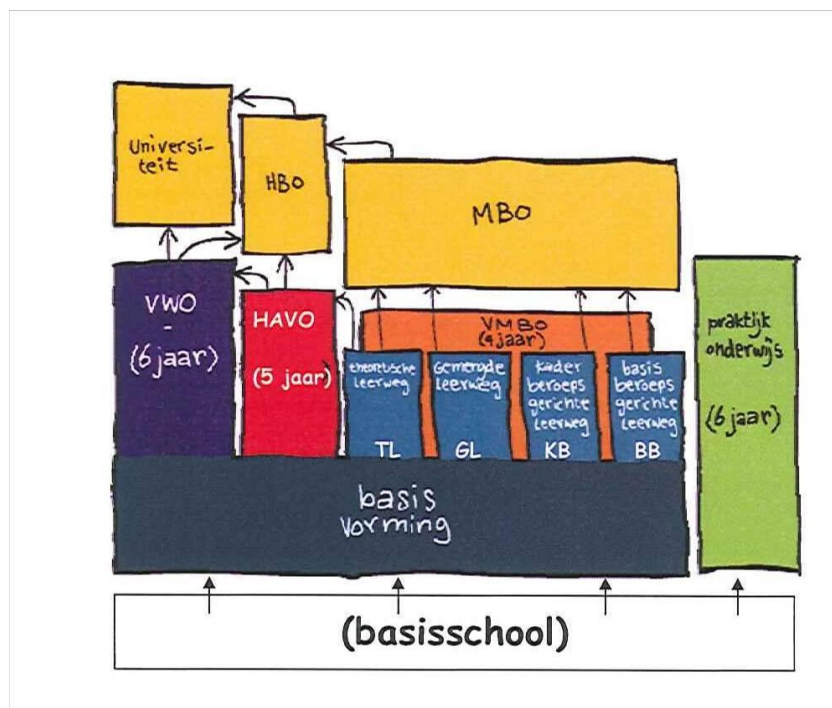 Universi-
teit
HBO
MBO
VWO
-
(6 jaar)
HAVO
(5 jaar)
VMBO
(4 jaar)
theoretische
leerweg
TL
Gemengde
leerweg
GL
kader
beroeps
gerichte
leerweg
KB
basis
beroeps
gerichte
leerweg
BB
praktijk
onderwijs
(6 jaar)
basis
vorming
(basisschool)